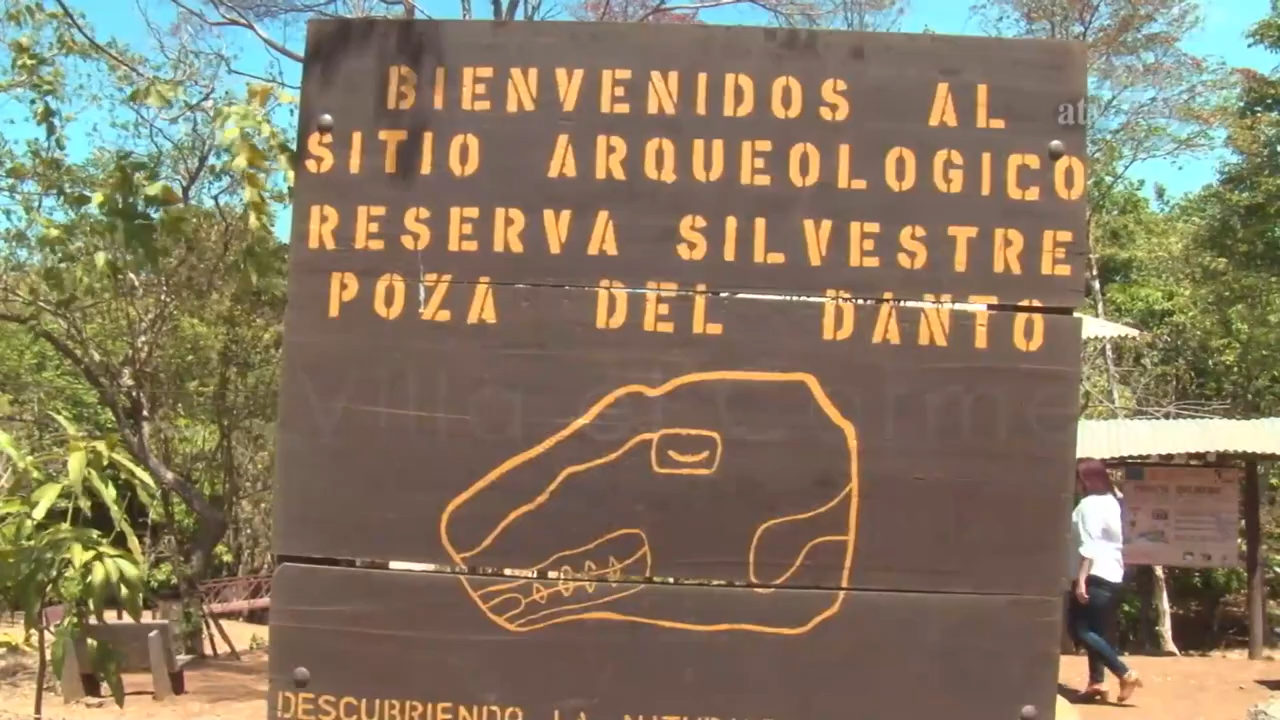 BIENVENIDOS AL
SITIO ARQUEOLOGICO
RESERVA SILVESTRE
POZA DEL DANTO
DESCUBRIENDO LA